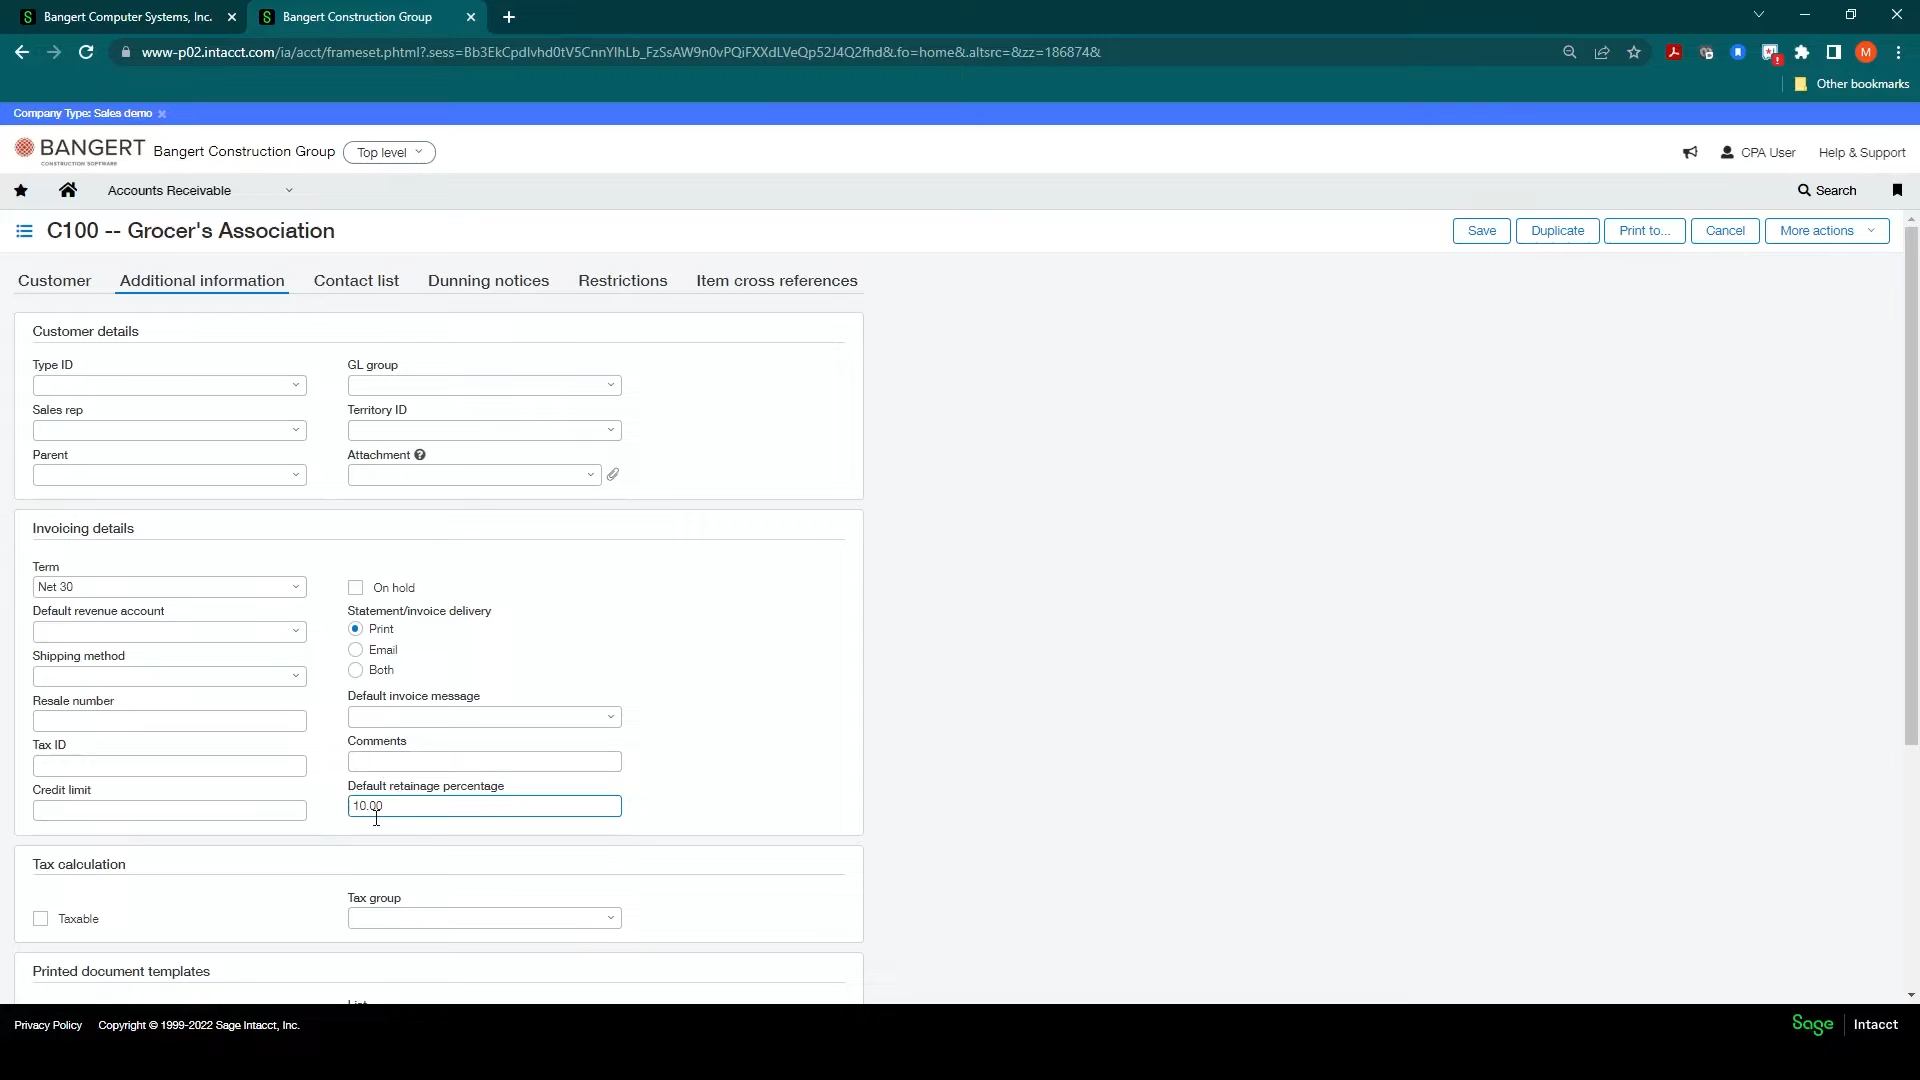 Bangert Computer Systems, Inc.
Bangert Construction Group
www-p02.intacct.com/ia/acct/frameset.phtml?.sess=Bb3EkCpdIvhd0tV5CnnYlhLb_FzSsAW9n0vPQiFXXdLVeQp52J4Q2fhd&.fo=home&.altsrc=&zz=186874&
M
Other bookmarks
Company Type: Sales demo
BANGERT
CONSTRUCTION SOFTWARE
Bangert Construction Group
Top level
CPA User
Help & Support
Accounts Receivable
Search
C100 -- Grocer's Association
Save
Duplicate
Print to...
Cancel
More actions
Customer
Additional information
Contact list
Dunning notices
Restrictions
Item cross references
Customer details
Type ID
GL group
Sales rep
Territory ID
Parent
Attachment
Invoicing details
Term
Net 30
On hold
Default revenue account
Statement/invoice delivery
Print
Email
Both
Shipping method
Resale number
Default invoice message
Tax ID
Comments
Credit limit
Default retainage percentage
10.00
Tax calculation
Taxable
Tax group
Printed document templates
Privacy Policy
Copyright © 1999-2022 Sage Intacct, Inc.
Sage
Intacct